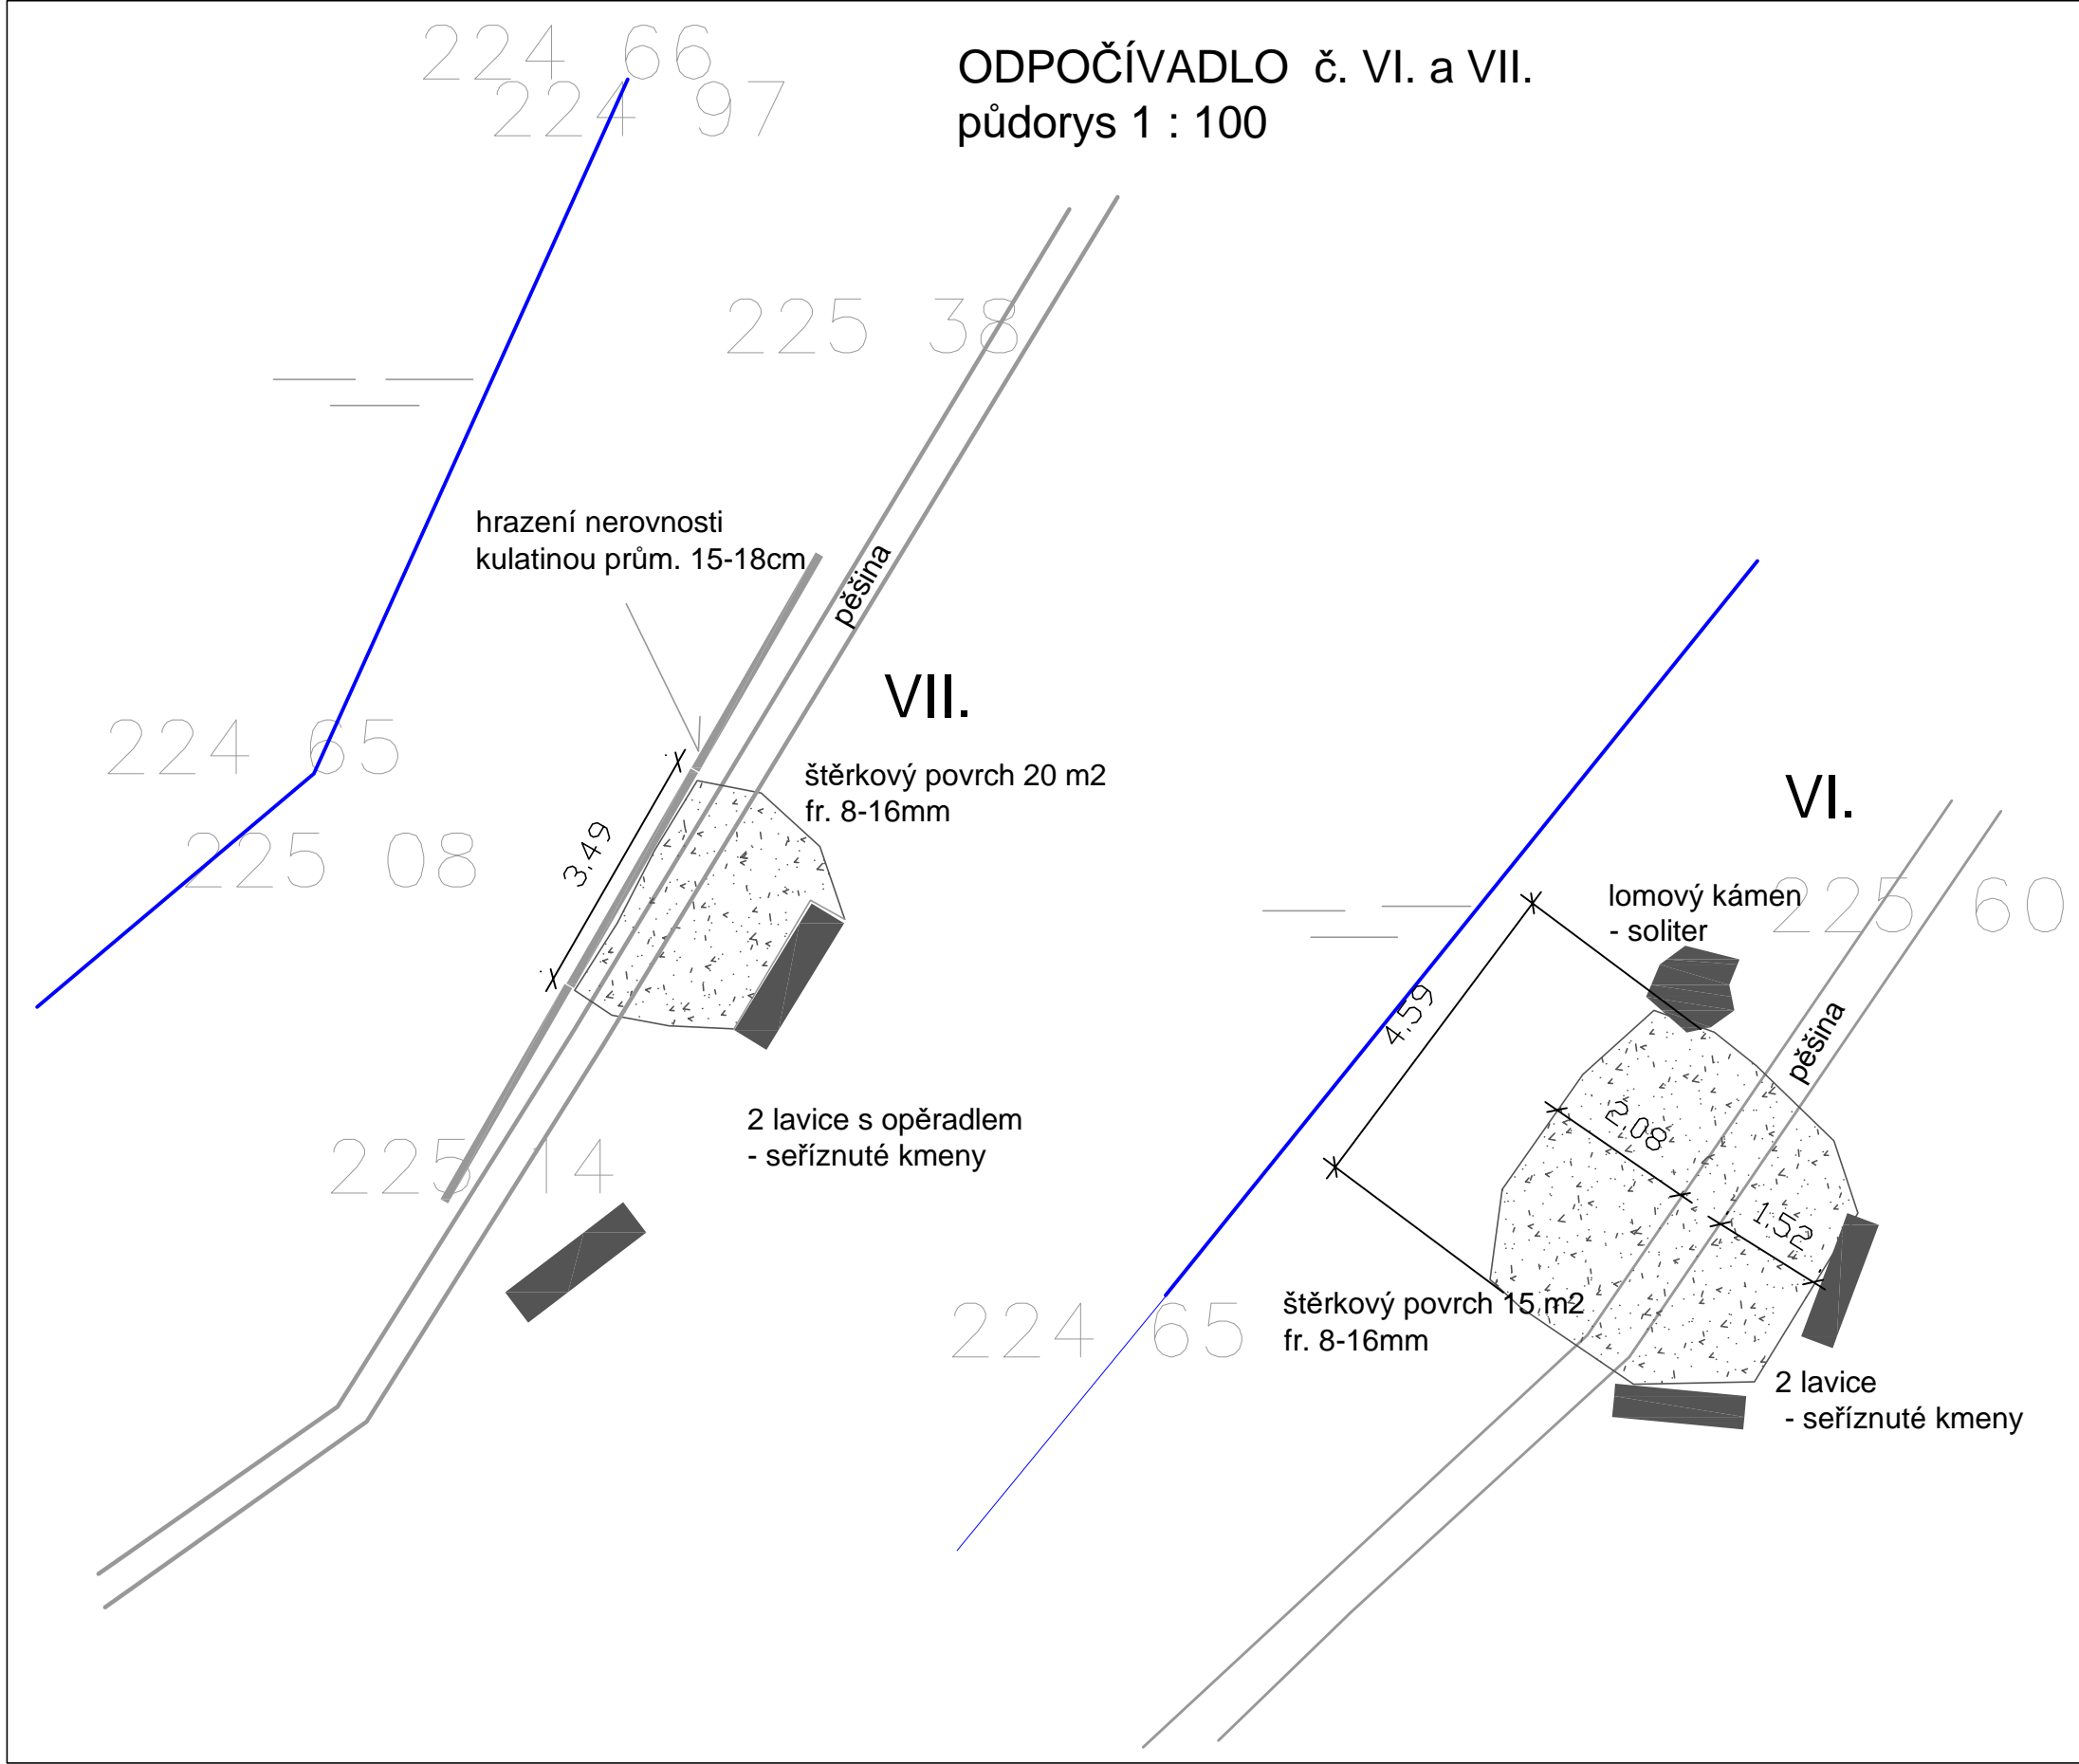 ODPOČÍVADLO č. VI. a VII.
půdorys 1 : 100
224 66
224 97
225 38
hrazení nerovnosti
kulatinou prům. 15-18cm
pěšina
VII.
štěrkový povrch 20 m2
fr. 8-16mm
224 65
225 08
3,49
2 lavice s opěradlem
- seříznuté kmeny
225 14
VI.
lomový kámen
- soliter
225 60
pěšina
4,59
2,08
1,52
224 65
štěrkový povrch 15 m2
fr. 8-16mm
2 lavice
- seříznuté kmeny